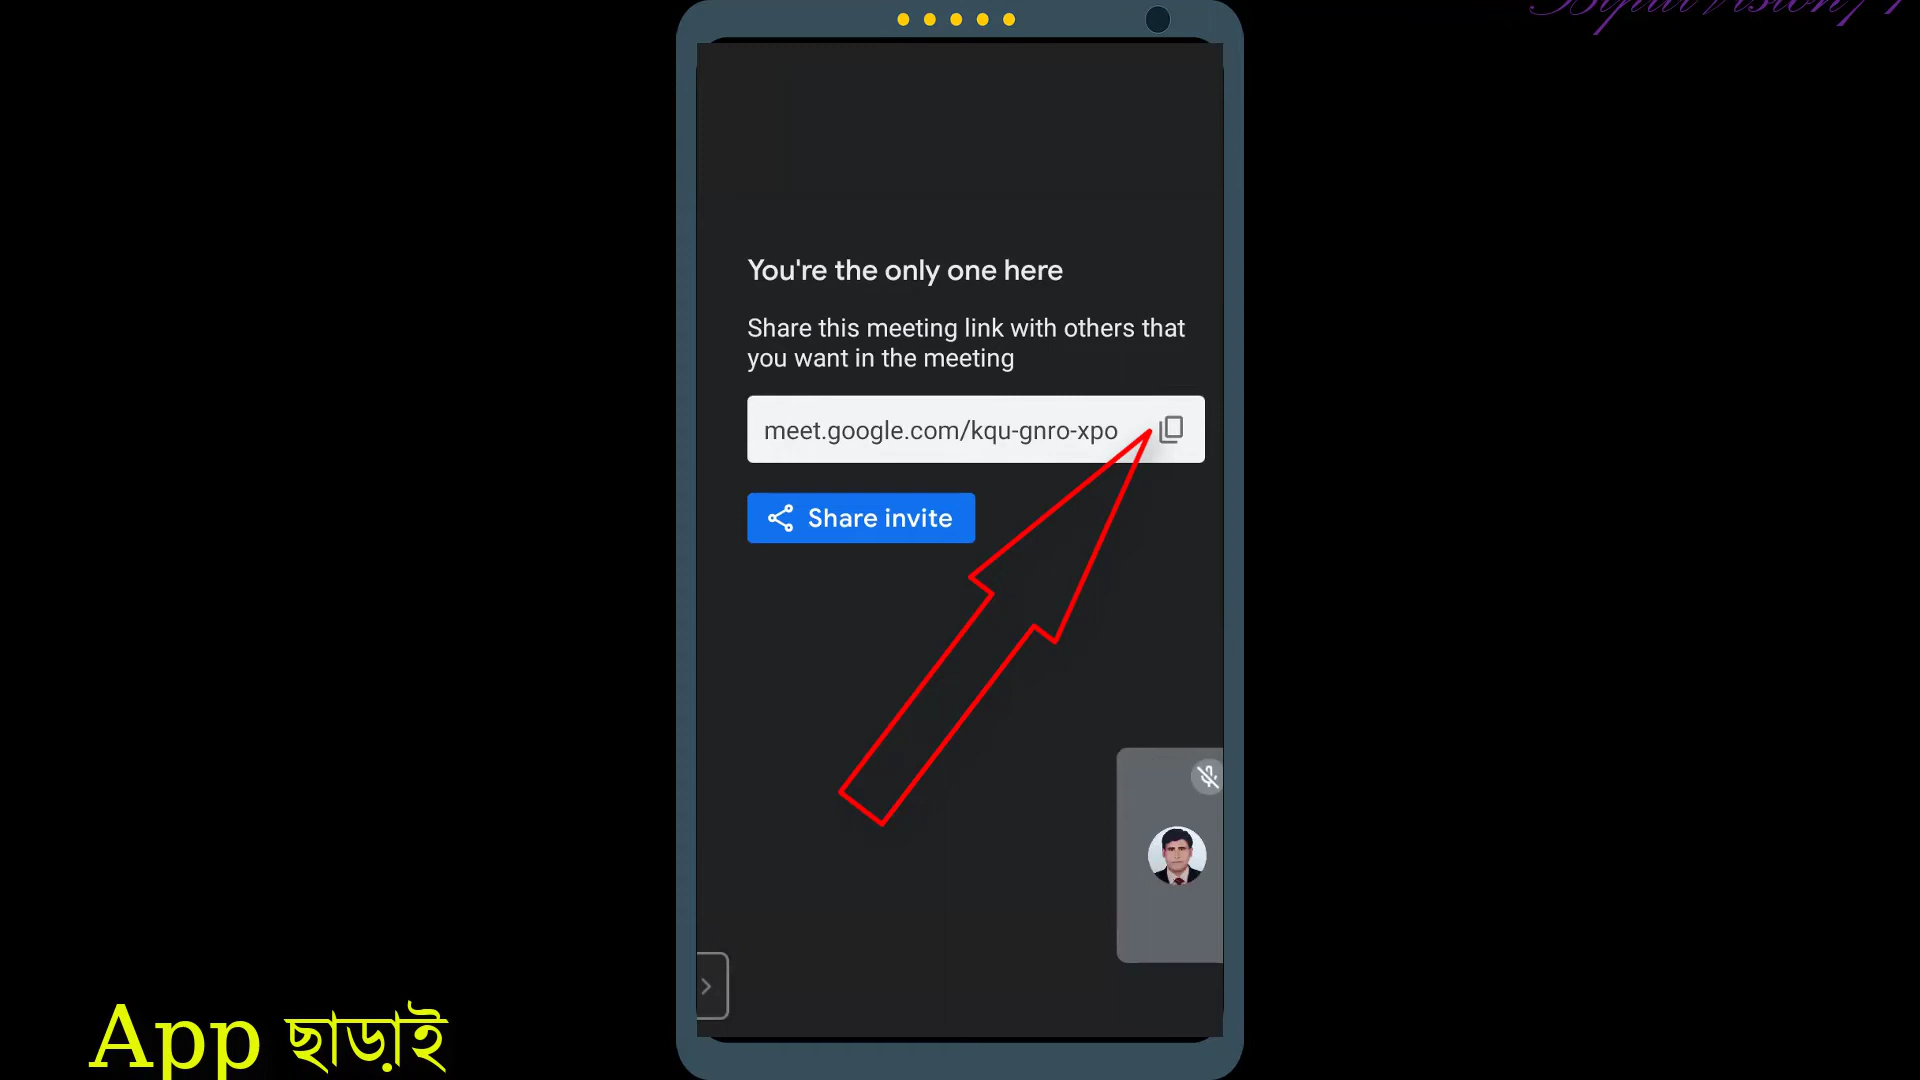 You're the only one here
Share this meeting link with others that
you want in the meeting
meet.google.com/kqu-gnro-xpo
Share invite
App ছাড়াই